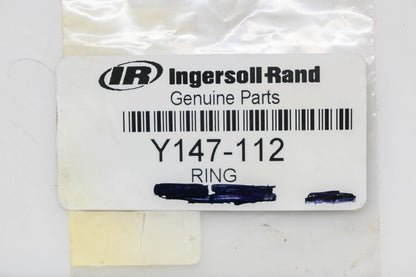 IR Ingersoll-Rand
Genuine Parts
Y147-112
RING